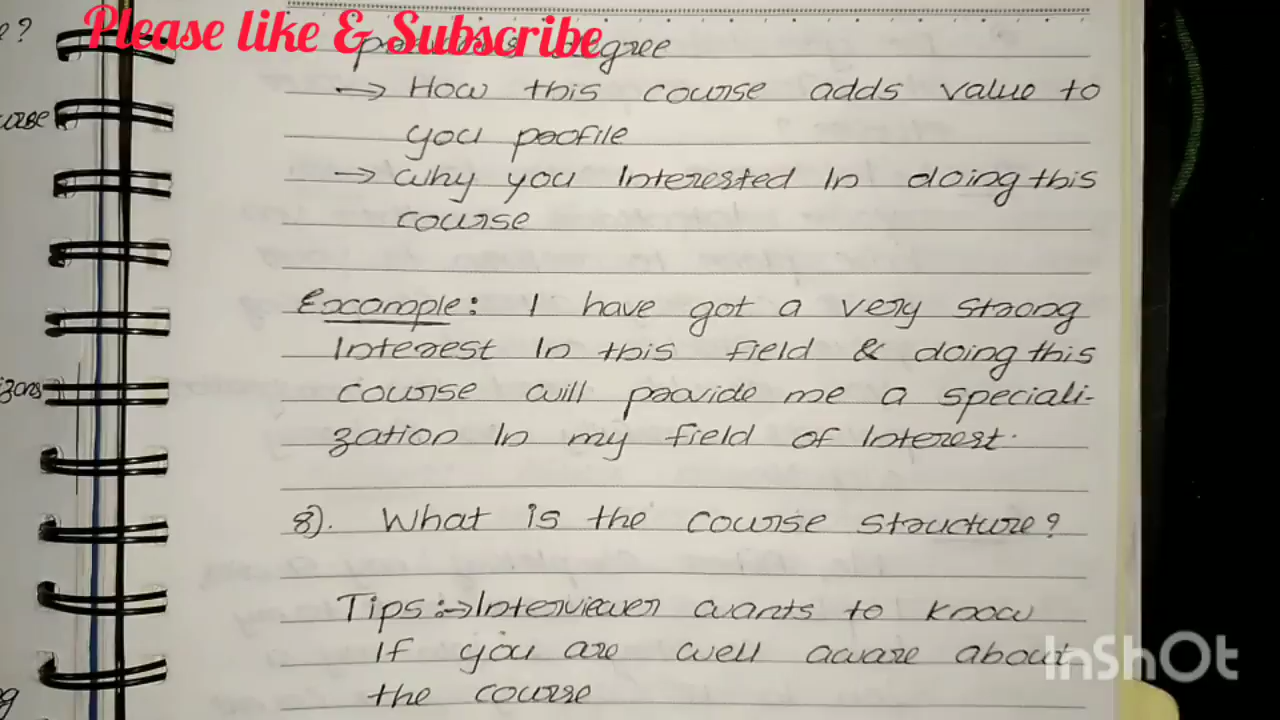 e?
Please like & Subscribe
degree
→ How this course adds value to
you profile
→ why you Interested In doing this
course
Example: I have got a very strong
Interest In this field & doing this
course will provide me a speciali-
zation In my field of Interest.
8). What is the course structure?
Tips:→Interviewer wants to know
If you are well aware about
the course
InShOt